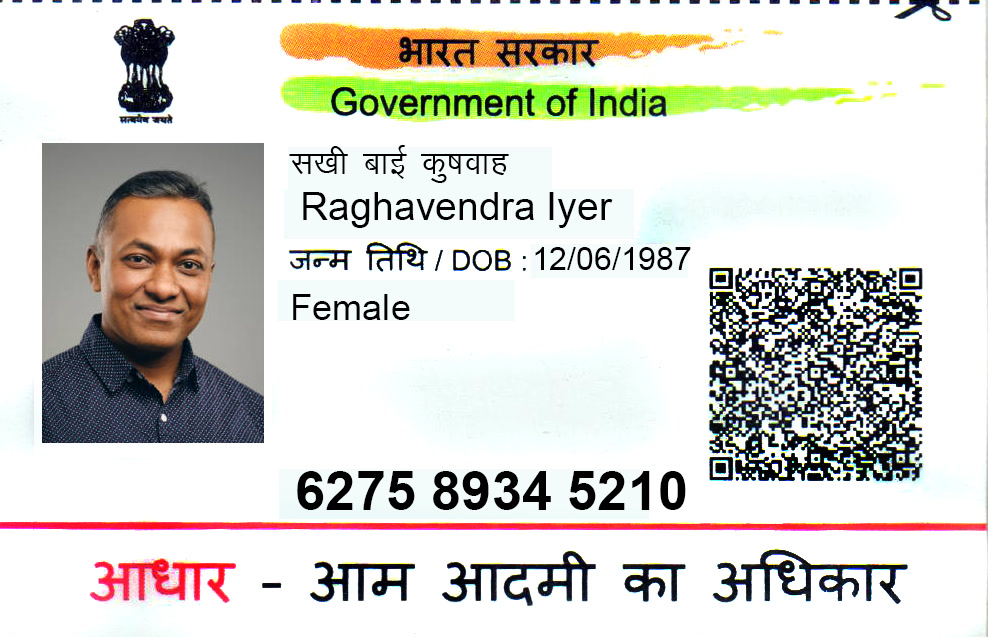 भारत सरकार
Government of India
सत्यमेव जयते
सखी बाई कुषवाह
Raghavendra Iyer
जन्म तिथि / DOB : 12/06/1987
Female
6275 8934 5210
आधार - आम आदमी का अधिकार